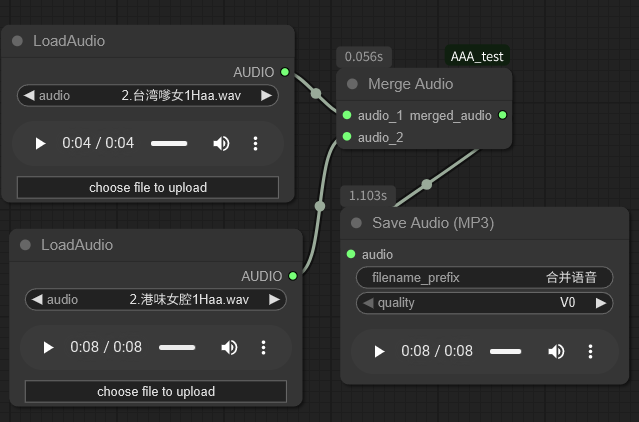 LoadAudio
AUDIO
audio 2.台湾嗲女1Haa.wav
0:04 / 0:04
choose file to upload
LoadAudio
AUDIO
audio 2.港味女腔1Haa.wav
0:08 / 0:08
choose file to upload
0.056s AAA_test
Merge Audio
audio_1 merged_audio
audio_2
1.103s
Save Audio (MP3)
audio
filename_prefix 合并语音
quality V0
0:08 / 0:08